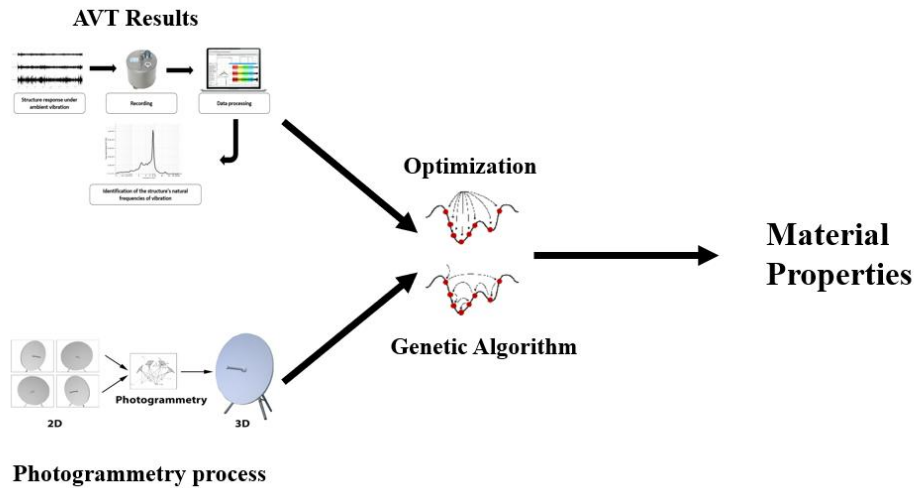 AVT Results
Structure response under
ambient vibration
Recording
Data processing
Identification of the structure's natural
frequencies of vibration
Optimization
Genetic Algorithm
Material
Properties
Photogrammetry
2D
3D
Photogrammetry process